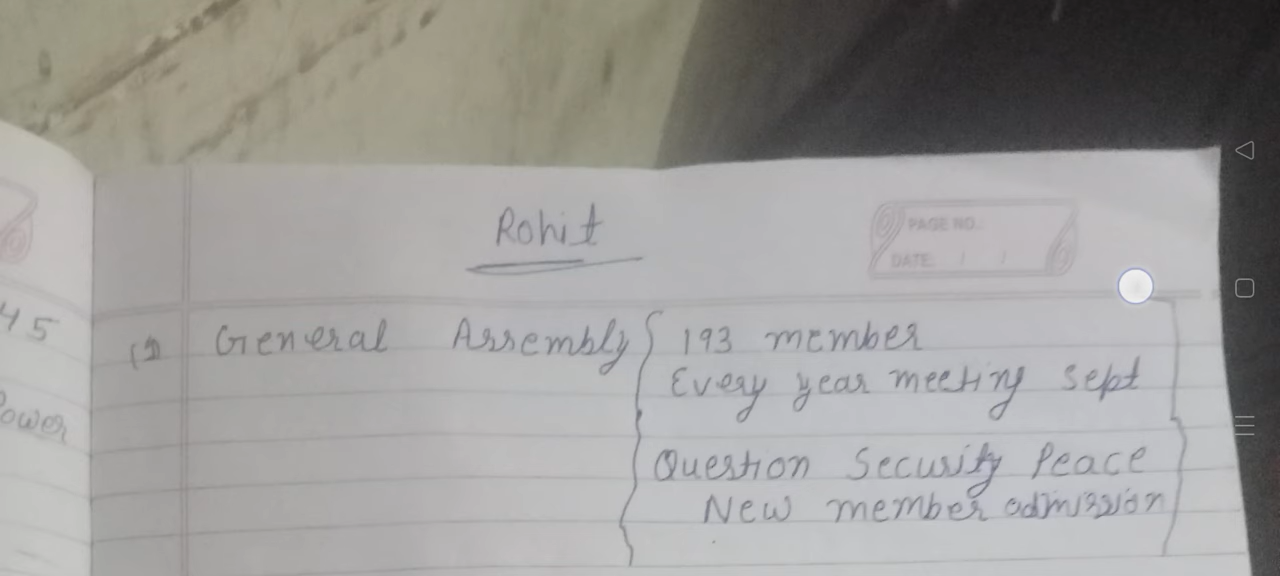 Rohit
PAGE NO.
DATE: / /
45
Power
(1) General Assembly { 193 member
Every year meeting Sept
Question Security Peace
New member admission